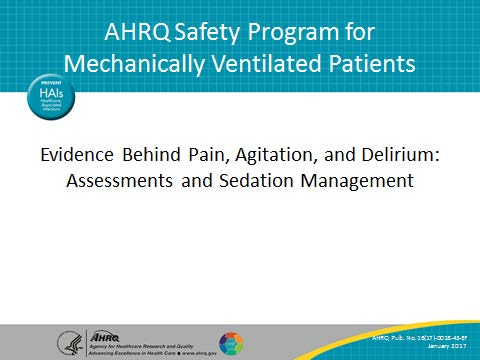 AHRQ Safety Program for
Mechanically Ventilated Patients
PREVENT
HAIs
Healthcare
Associated
Infections
Evidence Behind Pain, Agitation, and Delirium:
Assessments and Sedation Management
AHRQ
Agency for Healthcare Research and Quality
Advancing Excellence in Health Care www.ahrq.gov
AHRQ Pub. No. 16(17)-0018-43-EF
January 2017